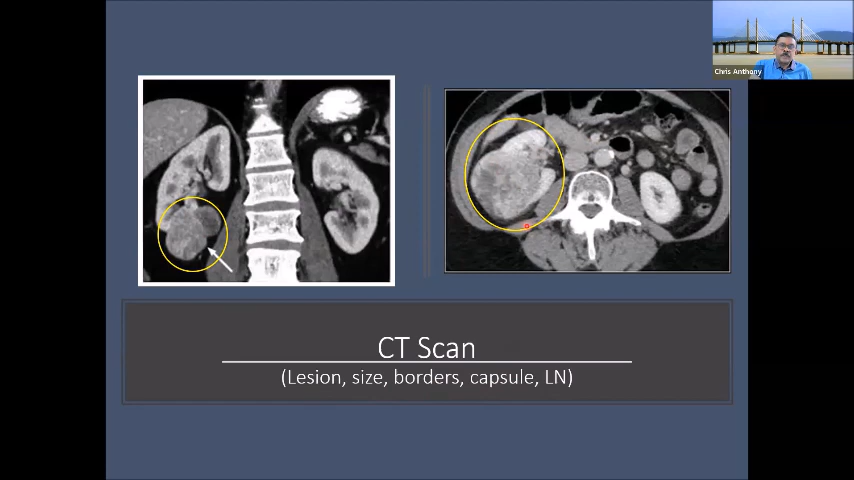 Chris Anthony
CT Scan
(Lesion, size, borders, capsule, LN)